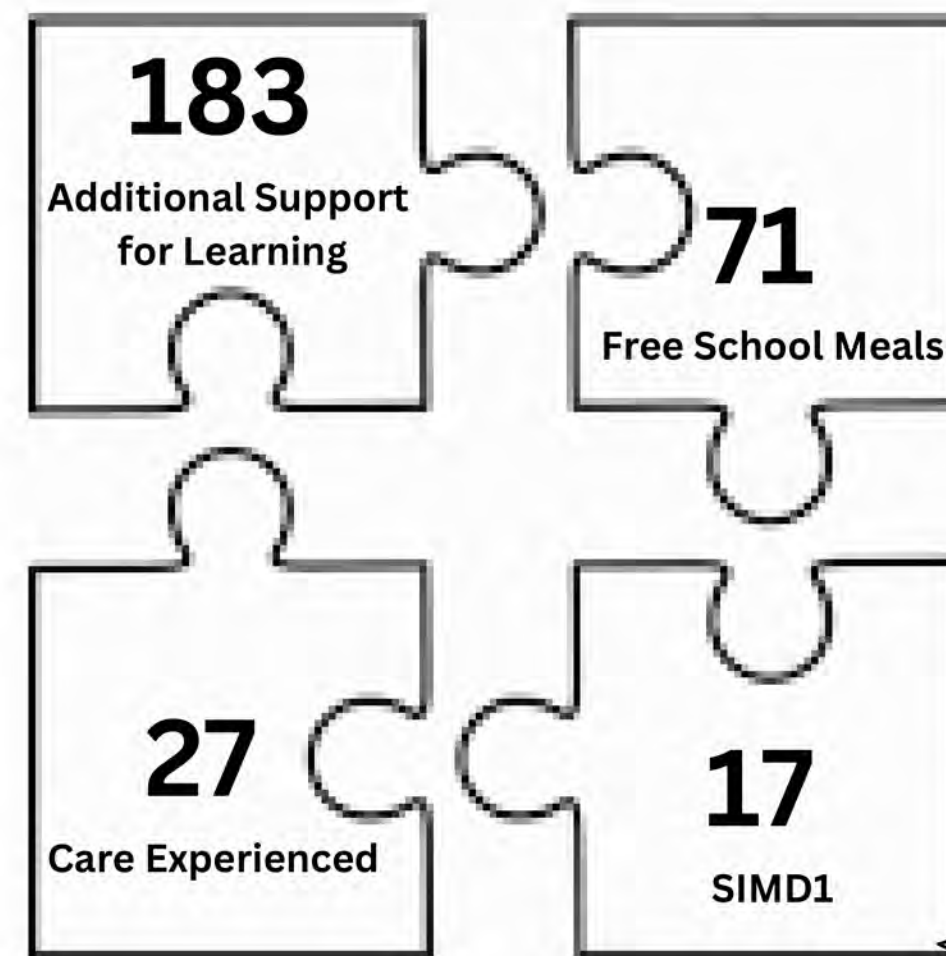 183
Additional Support
for Learning
71
Free School Meals
27
Care Experienced
17
SIMD1